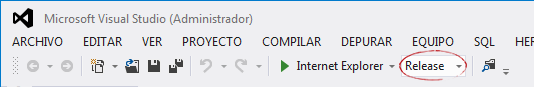 Microsoft Visual Studio (Administrador)
ARCHIVO EDITAR VER PROYECTO COMPILAR DEPURAR EQUIPO SQL
Internet Explorer Release